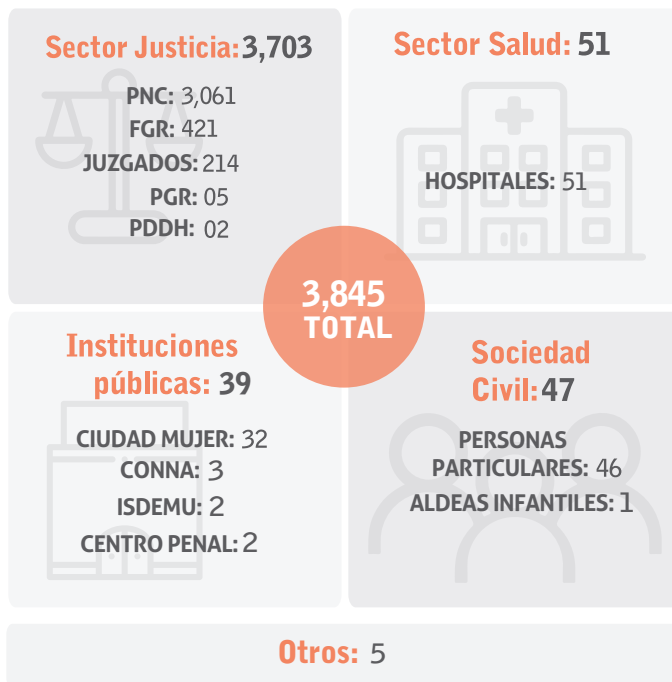 Sector Justicia: 3,703
PNC: 3,061
FGR: 421
JUZGADOS: 214
PGR: 05
PDDH: 02
Sector Salud: 51
HOSPITALES: 51
3,845
TOTAL
Instituciones
públicas: 39
CIUDAD MUJER: 32
CONNA: 3
ISDEMU: 2
CENTRO PENAL: 2
Sociedad
Civil: 47
PERSONAS
PARTICULARES: 46
ALDEAS INFANTILES: 1
Otros: 5